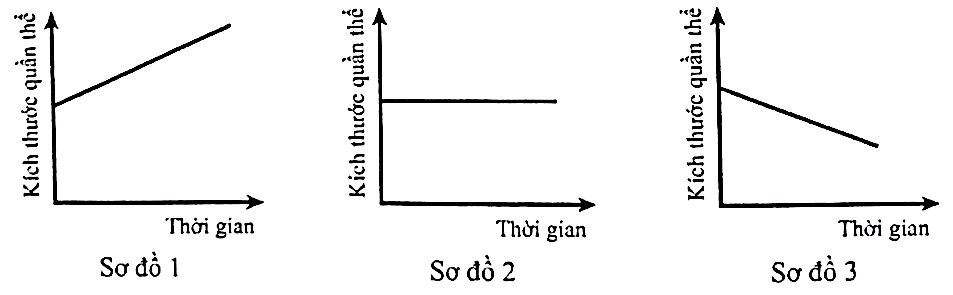 Kích thước quần thể
Thời gian
Sơ đồ 1
Kích thước quần thể
Thời gian
Sơ đồ 2
Kích thước quần thể
Thời gian
Sơ đồ 3